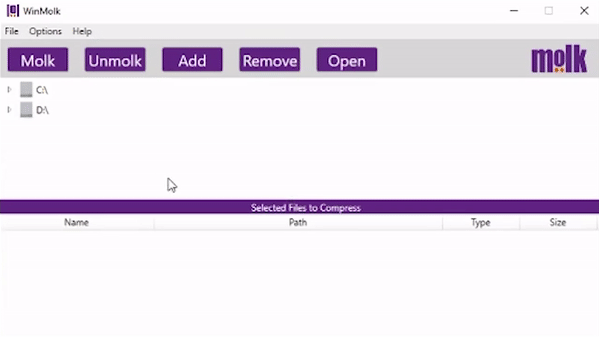 WinMolk
File Options Help
Molk Unmolk Add Remove Open molk
C:\
D:\
Selected Files to Compress
Name Path Type Size